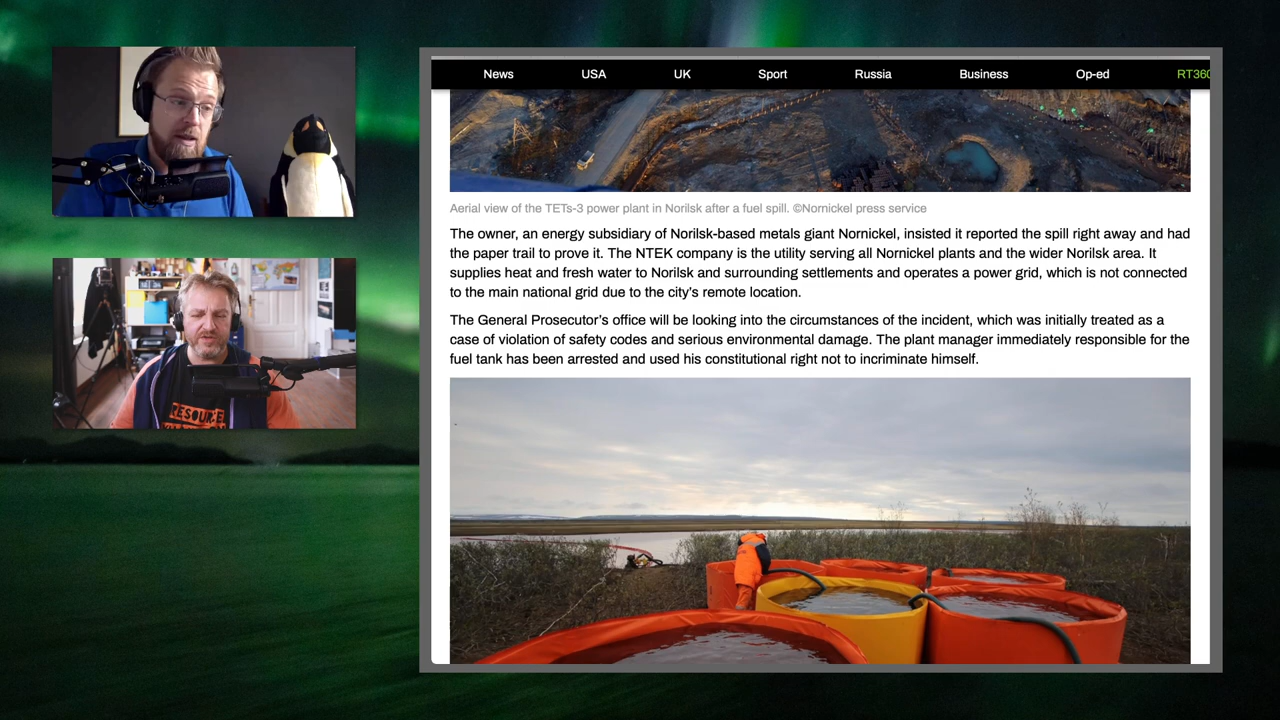 News USA UK Sport Russia Business Op-ed RT360
Aerial view of the TETs-3 power plant in Norilsk after a fuel spill. ©Nornickel press service
The owner, an energy subsidiary of Norilsk-based metals giant Nornickel, insisted it reported the spill right away and had
the paper trail to prove it. The NTEK company is the utility serving all Nornickel plants and the wider Norilsk area. It
supplies heat and fresh water to Norilsk and surrounding settlements and operates a power grid, which is not connected
to the main national grid due to the city’s remote location.
The General Prosecutor’s office will be looking into the circumstances of the incident, which was initially treated as a
case of violation of safety codes and serious environmental damage. The plant manager immediately responsible for the
fuel tank has been arrested and used his constitutional right not to incriminate himself.
RESOURCE